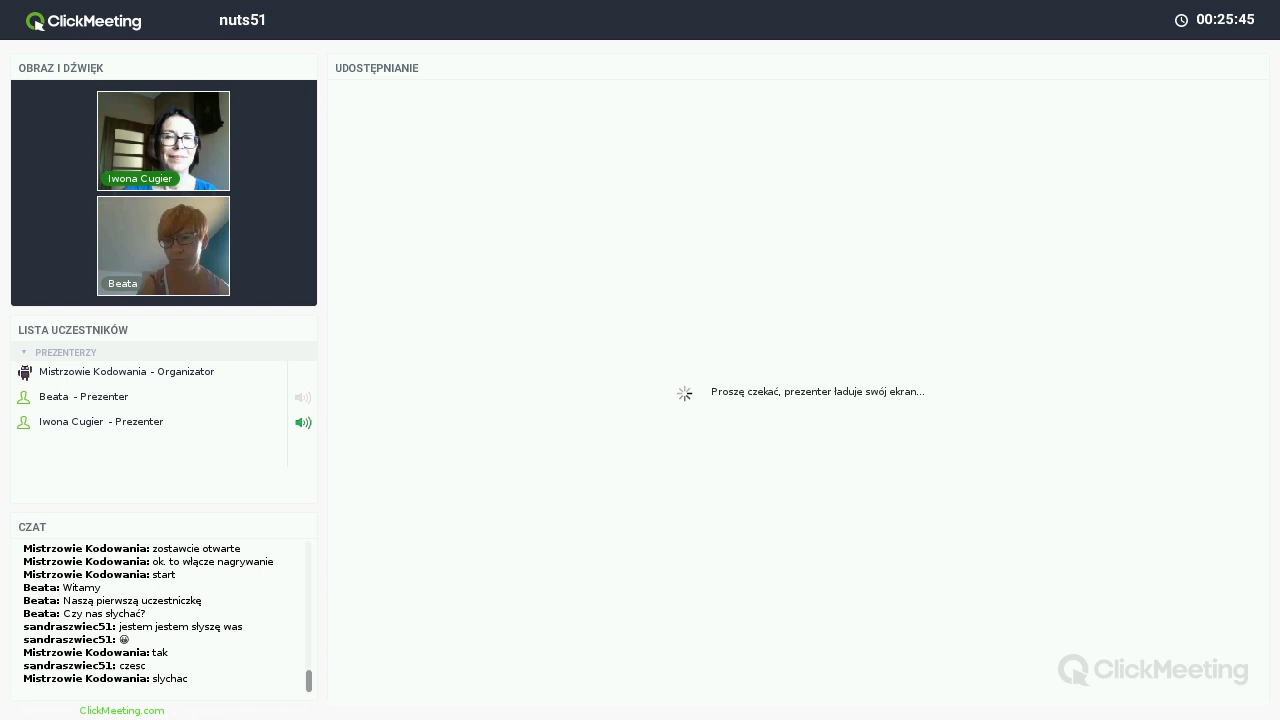 ClickMeeting
nuts51
00:25:45
OBRAZ I DŹWIĘK
Iwona Cugier
Beata
LISTA UCZESTNIKÓW
PREZENTERZY
Mistrzowie Kodowania - Organizator
Beata - Prezenter
Iwona Cugier - Prezenter
CZAT
Mistrzowie Kodowania: zostawcie otwarte
Mistrzowie Kodowania: ok. to włącze nagrywanie
Mistrzowie Kodowania: start
Beata: Witamy
Beata: Naszą pierwszą uczestniczkę
Beata: Czy nas słychać?
sandraszwiec51: jestem jestem słyszę was
sandraszwiec51: 😀
Mistrzowie Kodowania: tak
sandraszwiec51: czesc
Mistrzowie Kodowania: slychac
ClickMeeting.com
UDOSTĘPNIANIE
Proszę czekać, prezenter ładuje swój ekran...
ClickMeeting